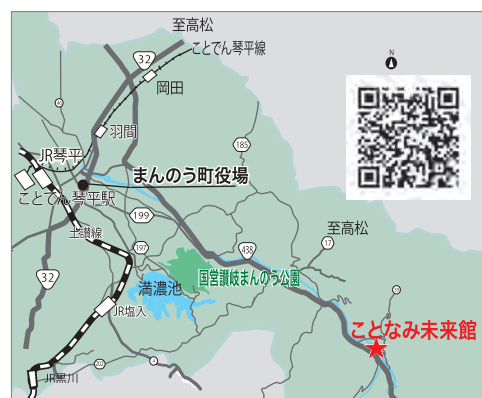 至高松
ことでん琴平線
32
N
岡田
羽間
185
JR琴平
まんのう町役場
ことでん琴平駅
199
至高松
土讃線
197
438
17
国営讃岐まんのう公園
32
満濃池
JR塩入
ことなみ未来館
202
4
JR黒川